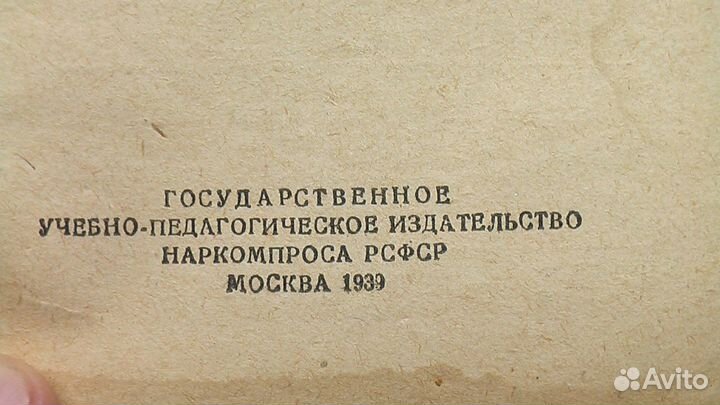 ГОСУДАРСТВЕННОЕ
УЧЕБНО-ПЕДАГОГИЧЕСКОЕ ИЗДАТЕЛЬСТВО
НАРКОМПРОСА РСФСР
МОСКВА 1939
Avito